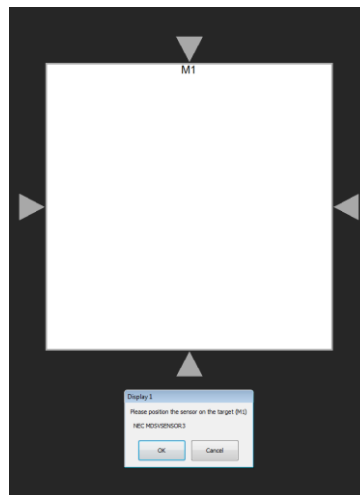 M1
Display 1
Please position the sensor on the target (M1)
NEC MDSVSENSOR3
OK
Cancel